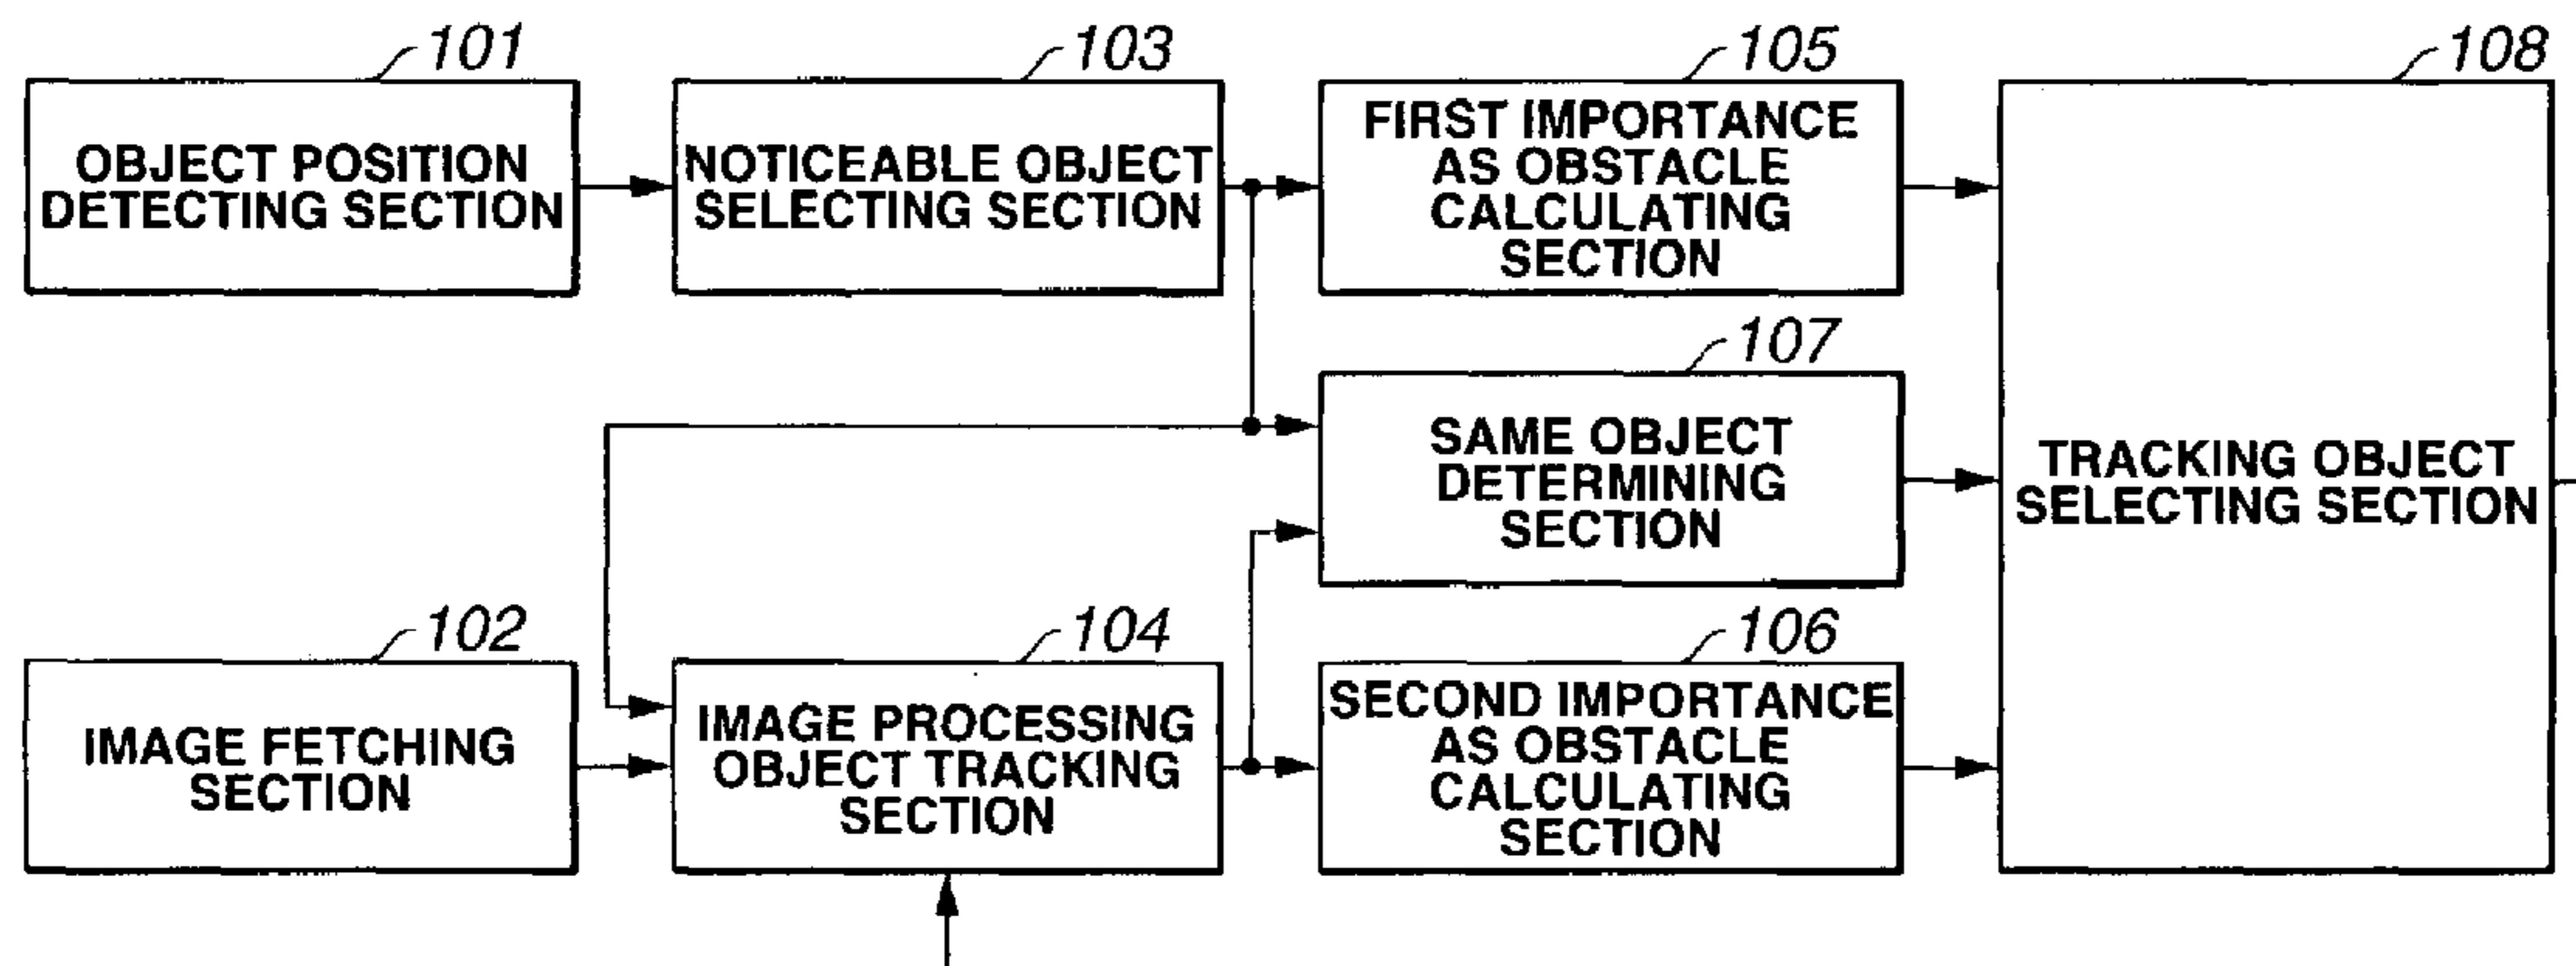 101
OBJECT POSITION
DETECTING SECTION
103
NOTICEABLE OBJECT
SELECTING SECTION
105
FIRST IMPORTANCE
AS OBSTACLE
CALCULATING
SECTION
108
TRACKING OBJECT
SELECTING SECTION
107
SAME OBJECT
DETERMINING
SECTION
102
IMAGE FETCHING
SECTION
104
IMAGE PROCESSING
OBJECT TRACKING
SECTION
106
SECOND IMPORTANCE
AS OBSTACLE
CALCULATING
SECTION